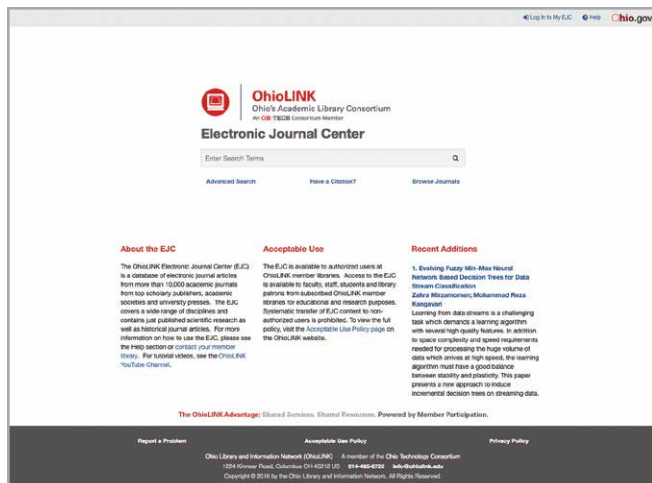 Log In to My EJC Help Ohio.gov
OhioLINK
Ohio's Academic Library Consortium
An OH·TECH Consortium Member
Electronic Journal Center
Enter Search Terms
Advanced Search Have a Citation? Browse Journals
About the EJC
The OhioLINK Electronic Journal Center (EJC)
is a database of electronic journal articles
from more than 10,000 academic journals
from top scholarly publishers, academic
societies and university presses. The EJC
covers a wide range of disciplines and
contains just published scientific research as
well as historical journal articles. For more
information on how to use the EJC, please see
the Help section or contact your member
library. For tutorial videos, see the OhioLINK
YouTube Channel.
Acceptable Use
The EJC is available to authorized users at
OhioLINK member libraries. Access to the EJC
is available to faculty, staff, students and library
patrons from subscribed OhioLINK member
libraries for educational and research purposes.
Systematic transfer of EJC content to non-
authorized users is prohibited. To view the full
policy, visit the Acceptable Use Policy page on
the OhioLINK website.
Recent Additions
1. Evolving Fuzzy Min-Max Neural
Network Based Decision Trees for Data
Stream Classification
Zahra Mirzamomen; Mohammad Reza
Kangavari
Learning from data streams is a challenging
task which demands a learning algorithm
with several high quality features. In addition
to space complexity and speed requirements
needed for processing the huge volume of
data which arrives at high speed, the learning
algorithm must have a good balance
between stability and plasticity. This paper
presents a new approach to induce
incremental decision trees on streaming data.
The OhioLINK Advantage: Shared Services. Shared Resources. Powered by Member Participation.
Report a Problem Acceptable Use Policy Privacy Policy
Ohio Library and Information Network (OhioLINK) · A member of the Ohio Technology Consortium
1224 Kinnear Road, Columbus OH 43212 US · 614-485-6722 · info@ohiolink.edu
Copyright © 2016 by the Ohio Library and Information Network. All Rights Reserved.